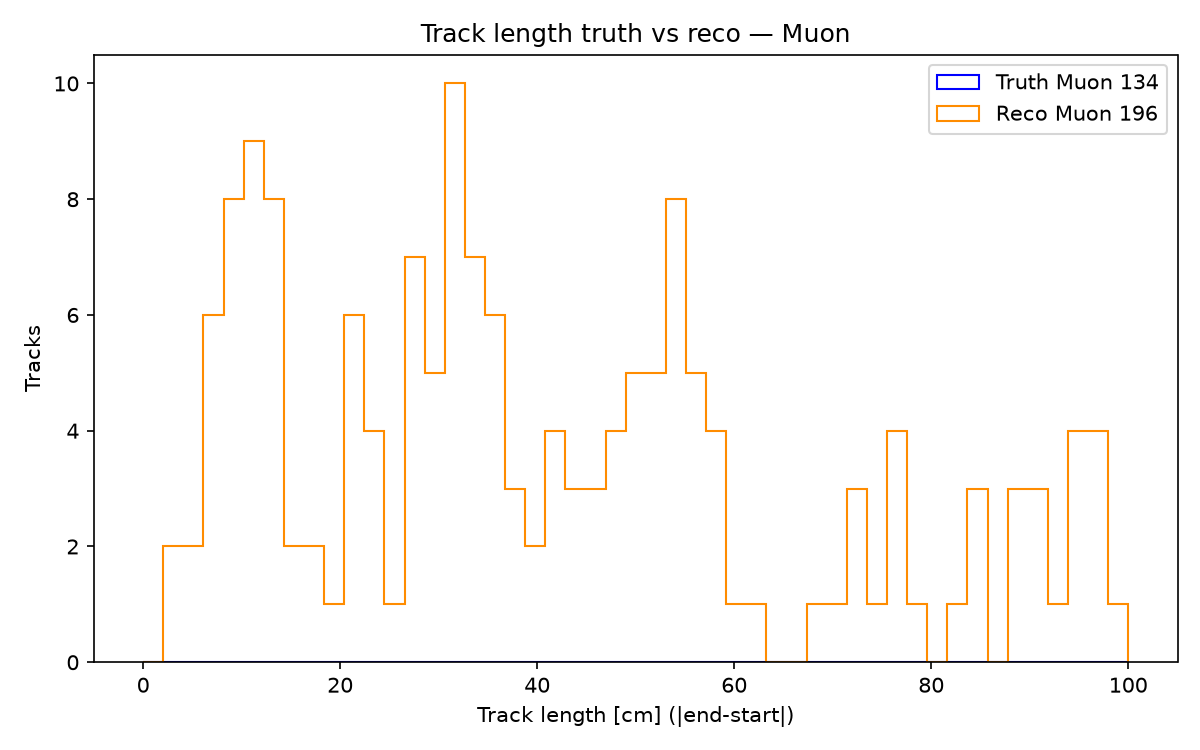 Track length truth vs reco — Muon
Truth Muon 134
Reco Muon 196
10
8
6
4
2
0
Tracks
0 20 40 60 80 100
Track length [cm] (|end-start|)